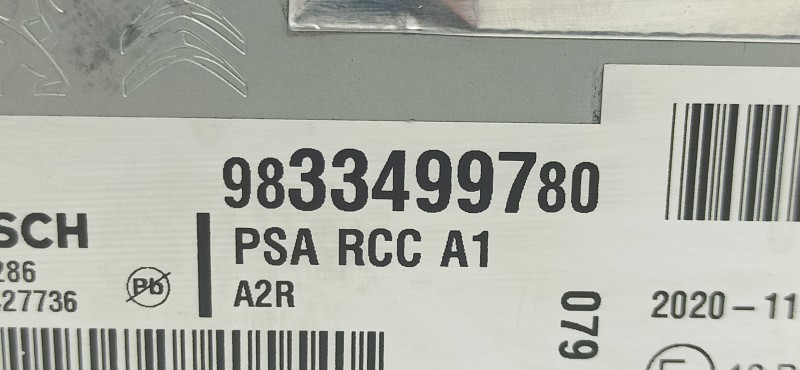 9833499780
SCH
PSA RCC A1
286
27736
Pb
A2R
079
2020-11